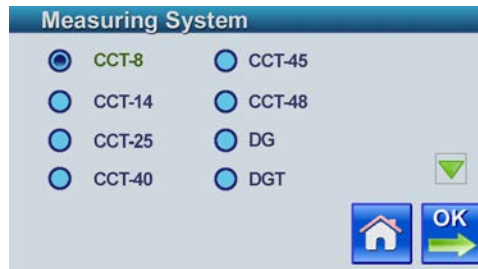 Measuring System
CCT-8
CCT-14
CCT-25
CCT-40
CCT-45
CCT-48
DG
DGT
OK